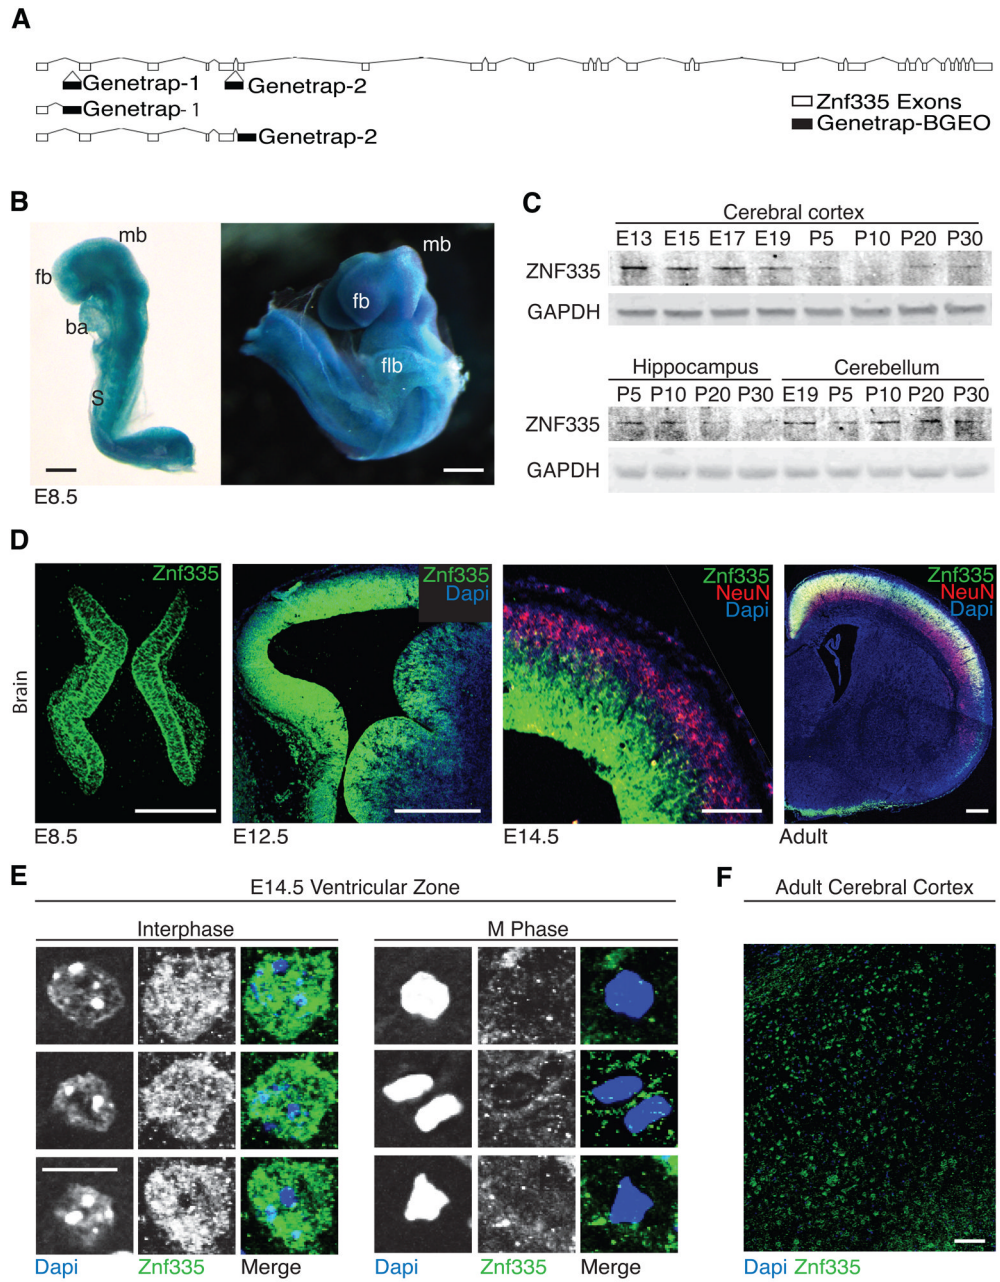 A
Genetrap-1
Genetrap-2
Genetrap-1
Genetrap-2
Znf335 Exons
Genetrap-BGEO
B
mb
fb
ba
S
E8.5
mb
fb
flb
C
Cerebral cortex
E13 E15 E17 E19 P5 P10 P20 P30
ZNF335
GAPDH
Hippocampus Cerebellum
P5 P10 P20 P30 E19 P5 P10 P20 P30
ZNF335
GAPDH
D
Brain
Znf335
E8.5
Znf335
Dapi
E12.5
Znf335
NeuN
Dapi
E14.5
Znf335
NeuN
Dapi
Adult
E
E14.5 Ventricular Zone
Interphase M Phase
Dapi Znf335 Merge Dapi Znf335 Merge
F
Adult Cerebral Cortex
Dapi Znf335